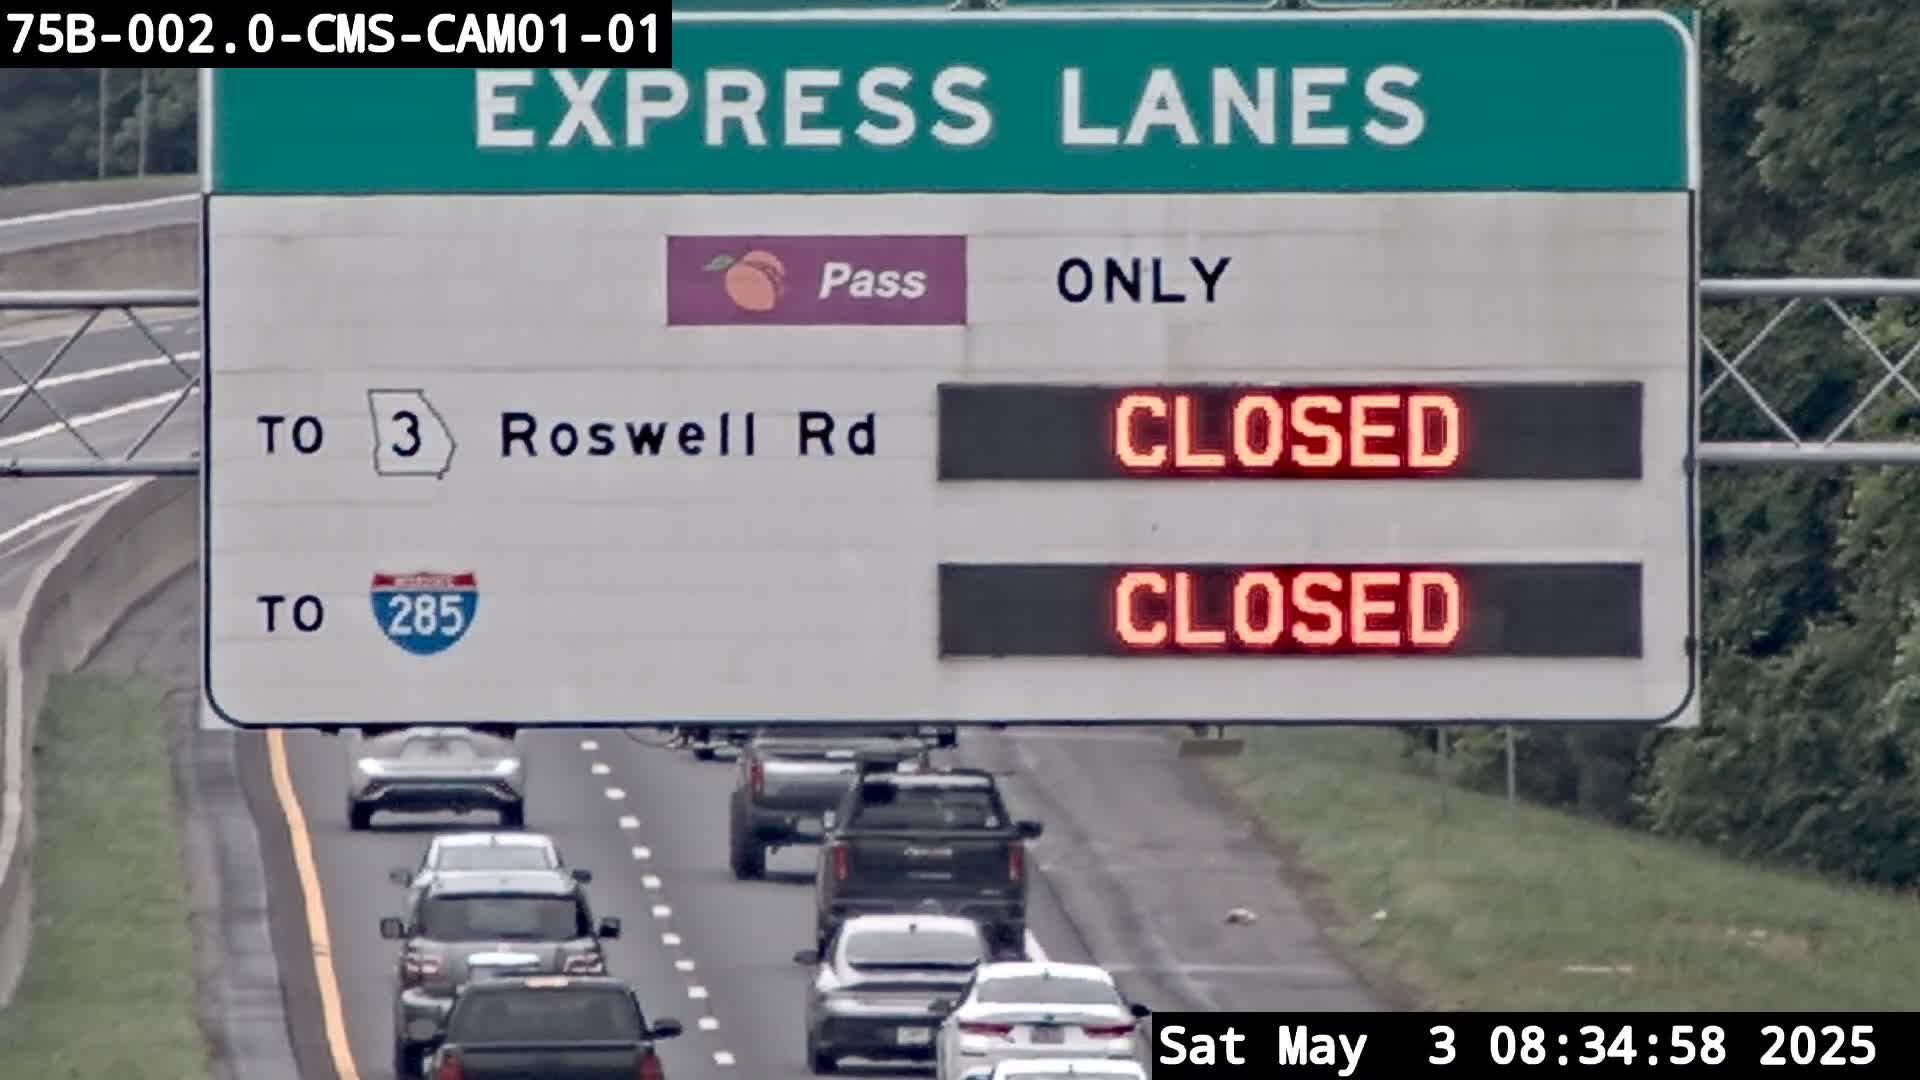 75B-002.0-CMS-CAM01-01
EXPRESS LANES
Pass ONLY
TO 3 Roswell Rd CLOSED
TO 285 CLOSED
Sat May 3 08:34:58 2025